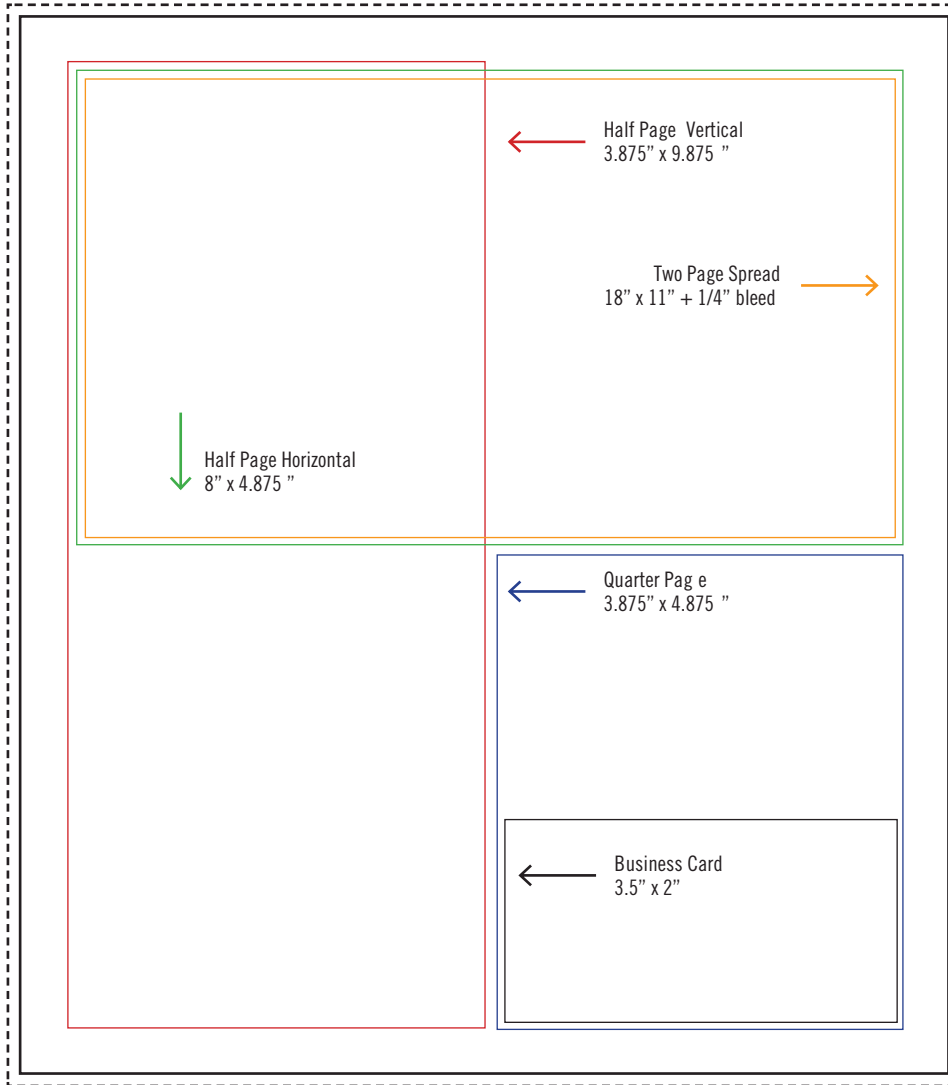 Half Page Vertical
3.875” x 9.875 ”
Two Page Spread
18” x 11” + 1/4” bleed
Half Page Horizontal
8” x 4.875 ”
Quarter Pag e
3.875” x 4.875 ”
Business Card
3.5” x 2”